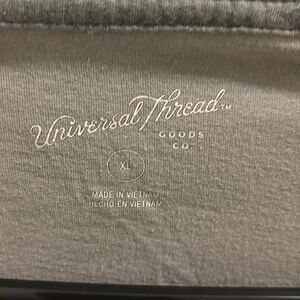 Universal Thread™
GOODS
CO.
XL
MADE IN VIETNAM
HECHO EN VIETNAM